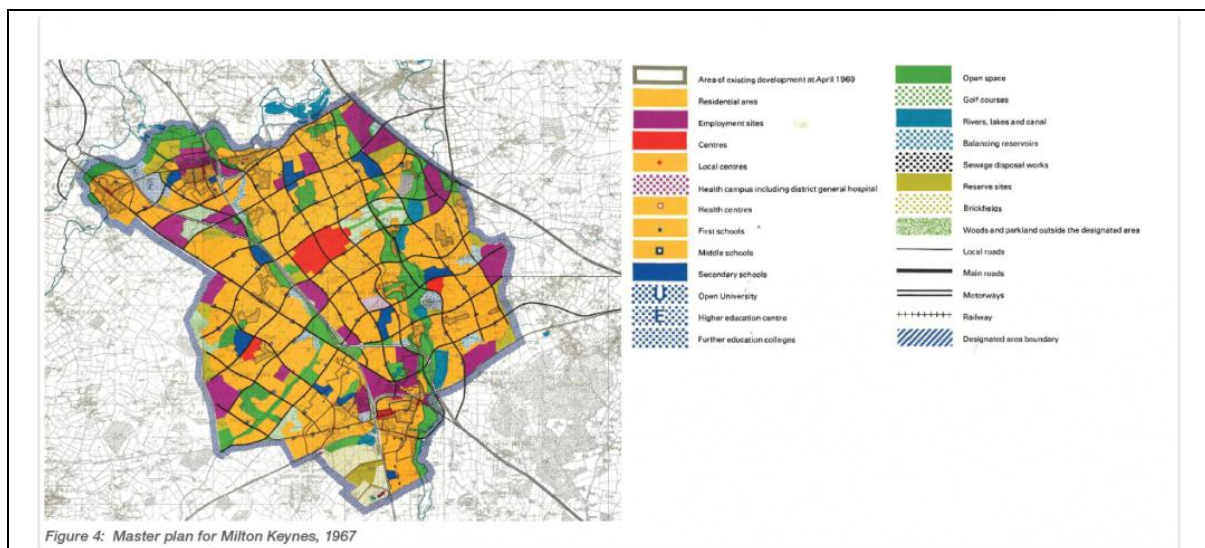 Area of existing development at April 1969
Residential area
Employment sites
Centres
Local centres
Health campus including district general hospital
Health centres
First schools
Middle schools
Secondary schools
U
Open University
E
Higher education centre
Further education colleges
Open space
Golf courses
Rivers, lakes and canal
Balancing reservoirs
Sewage disposal works
Reserve sites
Brickfields
Woods and parkland outside the designated area
Local roads
Main roads
Motorways
Railway
Designated area boundary
Figure 4: Master plan for Milton Keynes, 1967